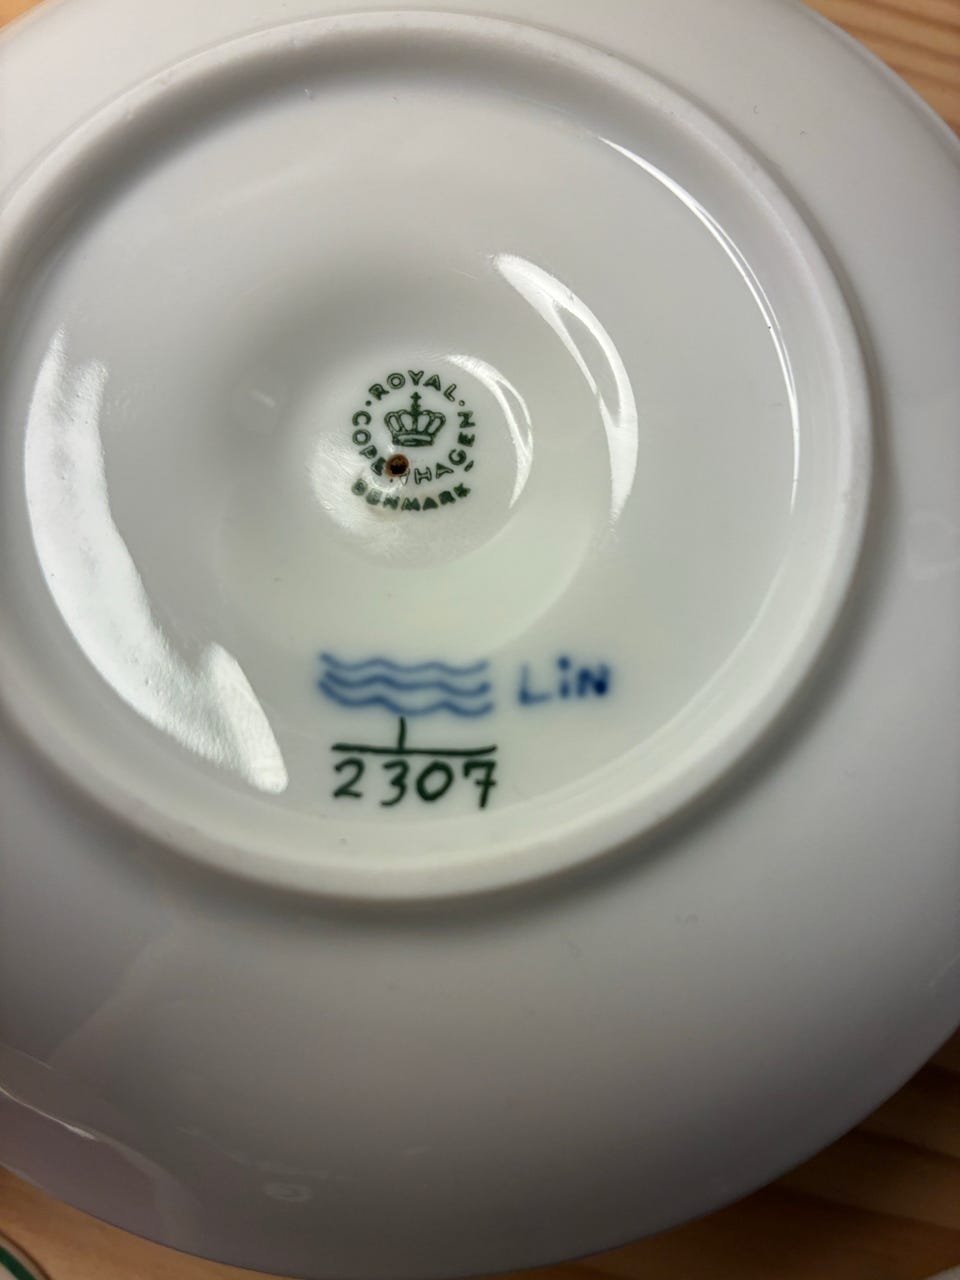 ROYAL
COPENHAGEN
DENMARK
LiN
1
2307